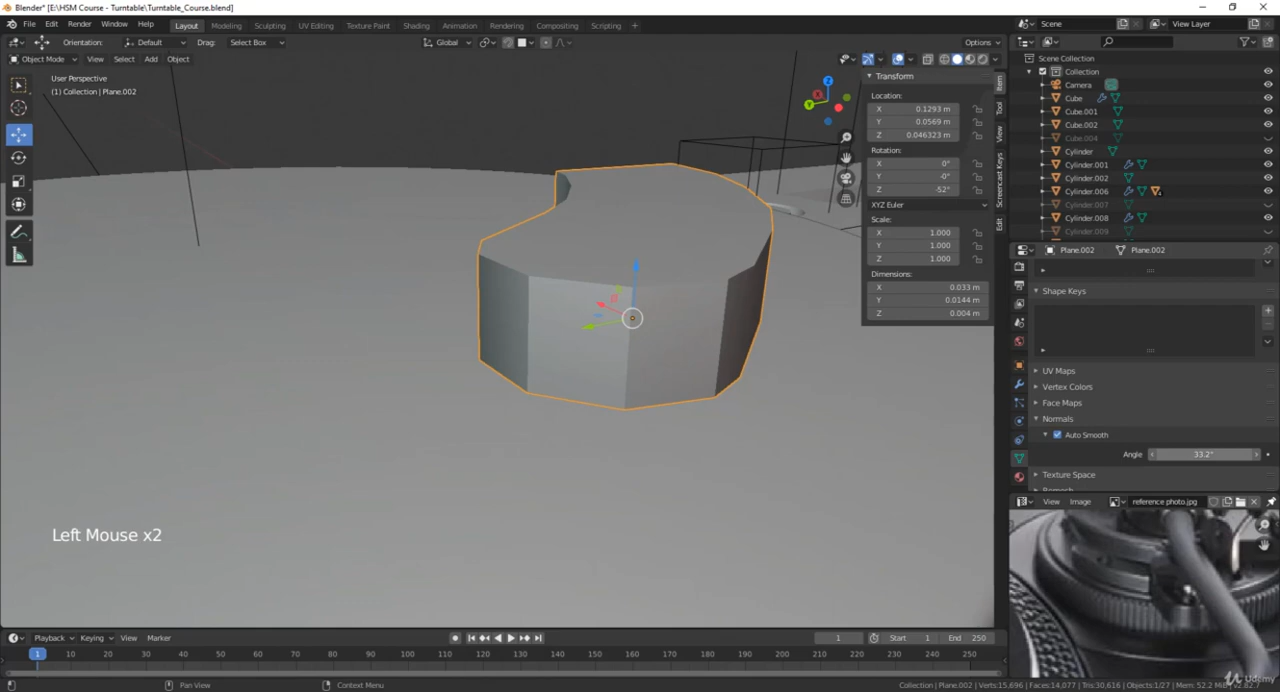 Blender* [E:\HSM Course - Turntable\Turntable_Course.blend]
File Edit Render Window Help
Layout Modeling Sculpting UV Editing Texture Paint Shading Animation Rendering Compositing Scripting +
Scene
View Layer
Orientation: Default Drag: Select Box
Global
Options
Object Mode View Select Add Object
User Perspective
(1) Collection | Plane.002
Z
Y
X
Transform
Location:
X 0.1293 m
Y 0.0569 m
Z 0.046323 m
Rotation:
X 0°
Y -0°
Z -52°
XYZ Euler
Scale:
X 1.000
Y 1.000
Z 1.000
Dimensions:
X 0.033 m
Y 0.0144 m
Z 0.004 m
Item
Tool
View
Screencast Keys
Edit
Scene Collection
Collection
Camera
Cube
Cube.001
Cube.002
Cube.004
Cylinder
Cylinder.001
Cylinder.002
Cylinder.006
Cylinder.007
Cylinder.008
Cylinder.009
Plane.002 Plane.002
Shape Keys
UV Maps
Vertex Colors
Face Maps
Normals
Auto Smooth
Angle 33.2°
Texture Space
Remesh
View Image reference photo.jpg
Left Mouse x2
Playback Keying View Marker
1 Start 1 End 250
1 10 20 30 40 50 60 70 80 90 100 110 120 130 140 150 160 170 180 190 200 210 220 230 240 250
Pan View
Context Menu
Collection | Plane.002 | Verts:15,696 | Faces:14,077 | Tris:30,616 | Objects:1/27 | Mem: 52.2 MiB | 2.82.7
Udemy